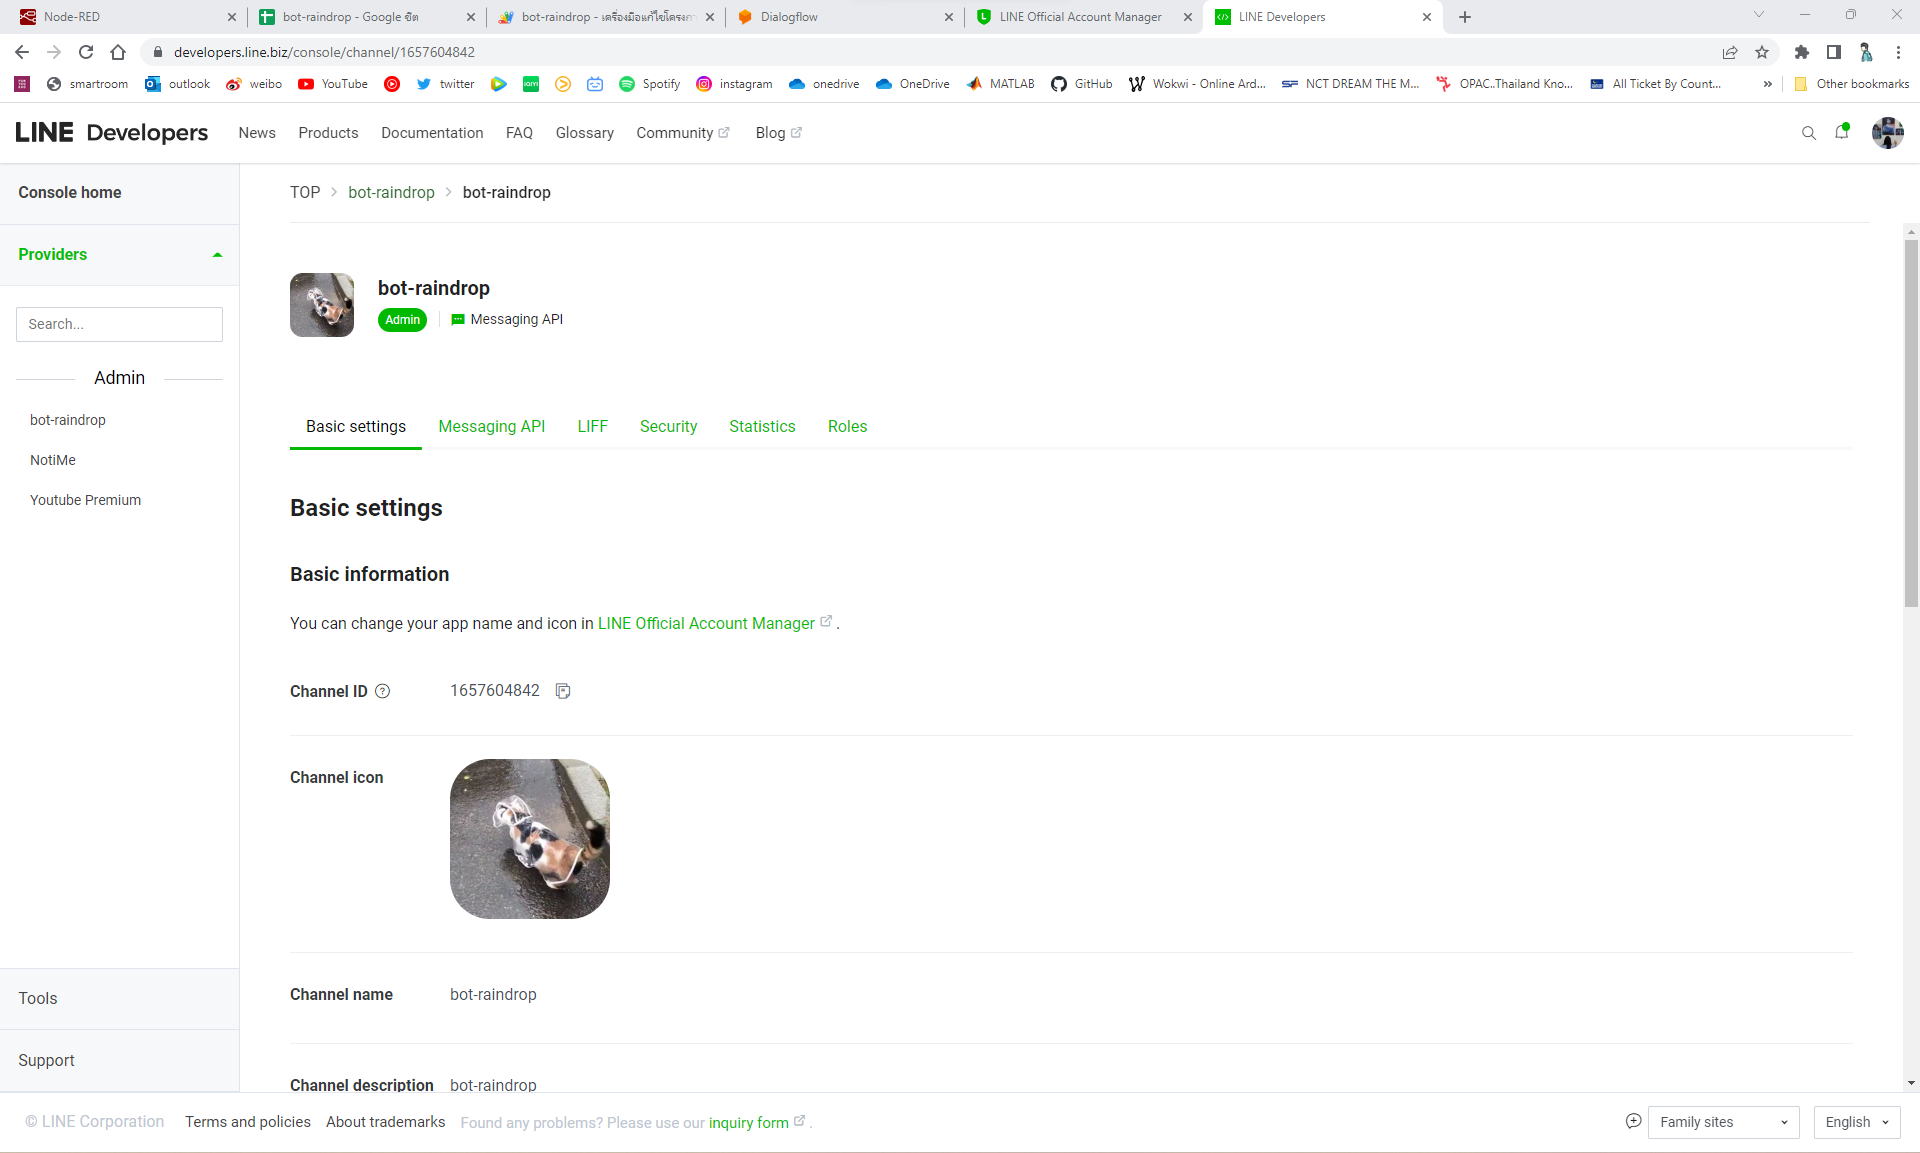 Node-RED
bot-raindrop - Google ชีต
bot-raindrop - เครื่องมือแก้ไขโครงกา
Dialogflow
LINE Official Account Manager
LINE Developers
developers.line.biz/console/channel/1657604842
smartroom
outlook
weibo
YouTube
twitter
Spotify
instagram
onedrive
OneDrive
MATLAB
GitHub
Wokwi - Online Ard...
NCT DREAM THE M...
OPAC..Thailand Kno...
All Ticket By Count...
»
Other bookmarks
LINE Developers
News
Products
Documentation
FAQ
Glossary
Community
Blog
Console home
Providers
Search...
Admin
bot-raindrop
NotiMe
Youtube Premium
Tools
Support
TOP > bot-raindrop > bot-raindrop
bot-raindrop
Admin
Messaging API
Basic settings
Messaging API
LIFF
Security
Statistics
Roles
Basic settings
Basic information
You can change your app name and icon in LINE Official Account Manager .
Channel ID ? 1657604842
Channel icon
Channel name bot-raindrop
Channel description bot-raindrop
© LINE Corporation
Terms and policies
About trademarks
Found any problems? Please use our inquiry form .
Family sites
English